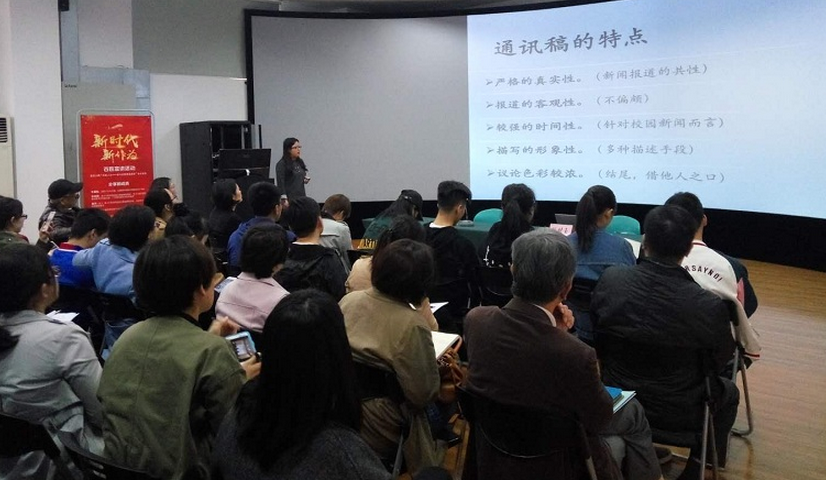 通讯稿的特点
➢严格的真实性。(新闻报道的共性)
➢报道的客观性。(不偏颇)
➢较强的时间性。(针对校园新闻而言)
➢描写的形象性。(多种描述手段)
➢议论色彩较浓。(结尾,借他人之口)
新时代
新作为